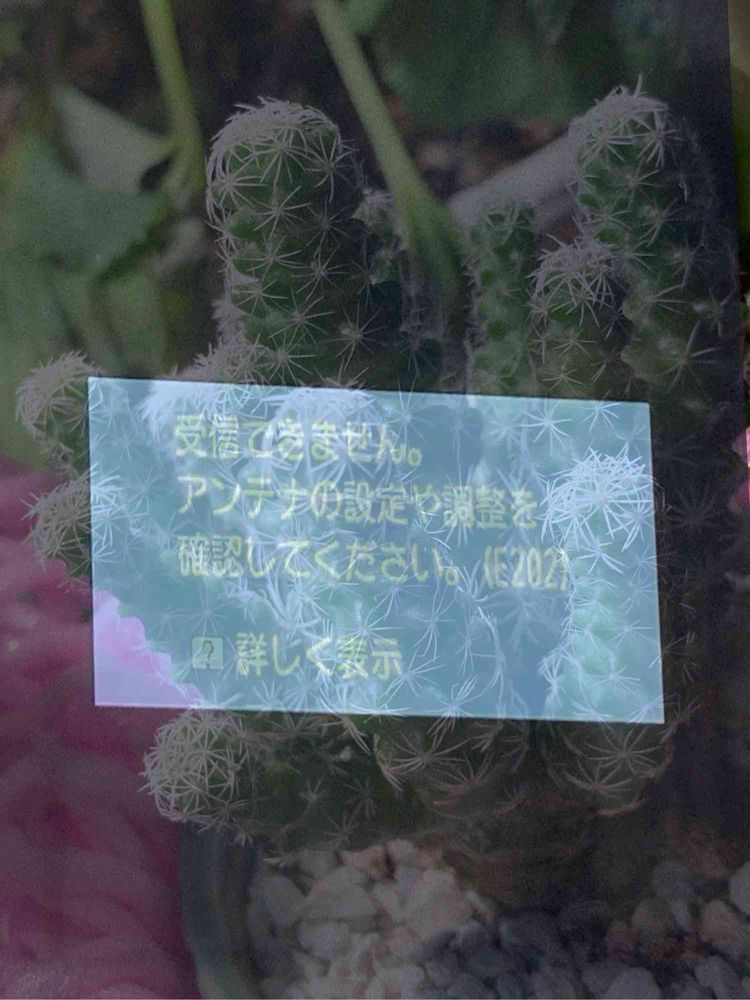 受信できません。
アンテナの設定や調整を
確認してください。(E202)
? 詳しく表示